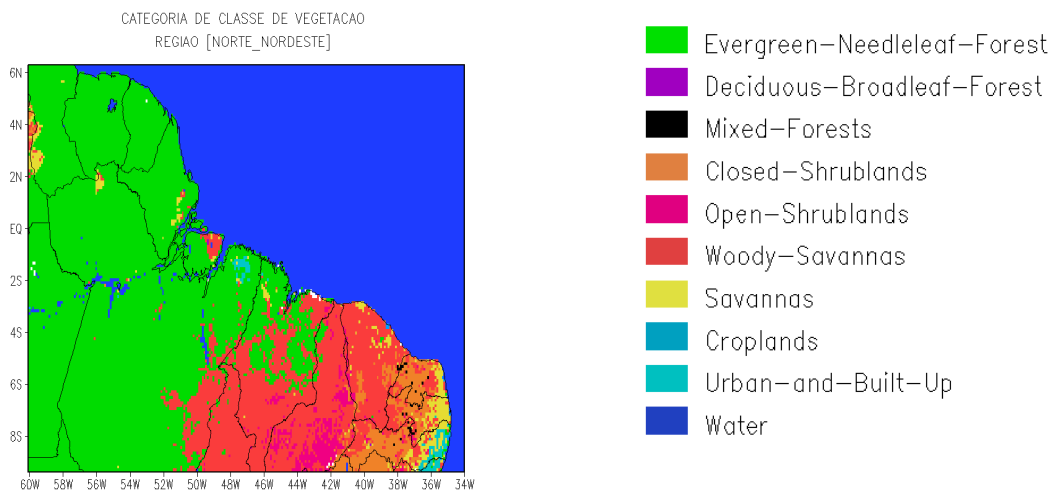 CATEGORIA DE CLASSE DE VEGETACAO
REGIAO [NORTE_NORDESTE]
6N
4N
2N
EQ
2S
4S
6S
8S
60W 58W 56W 54W 52W 50W 48W 46W 44W 42W 40W 38W 36W 34W
Evergreen-Needleleaf-Forest
Deciduous-Broadleaf-Forest
Mixed-Forests
Closed-Shrublands
Open-Shrublands
Woody-Savannas
Savannas
Croplands
Urban-and-Built-Up
Water